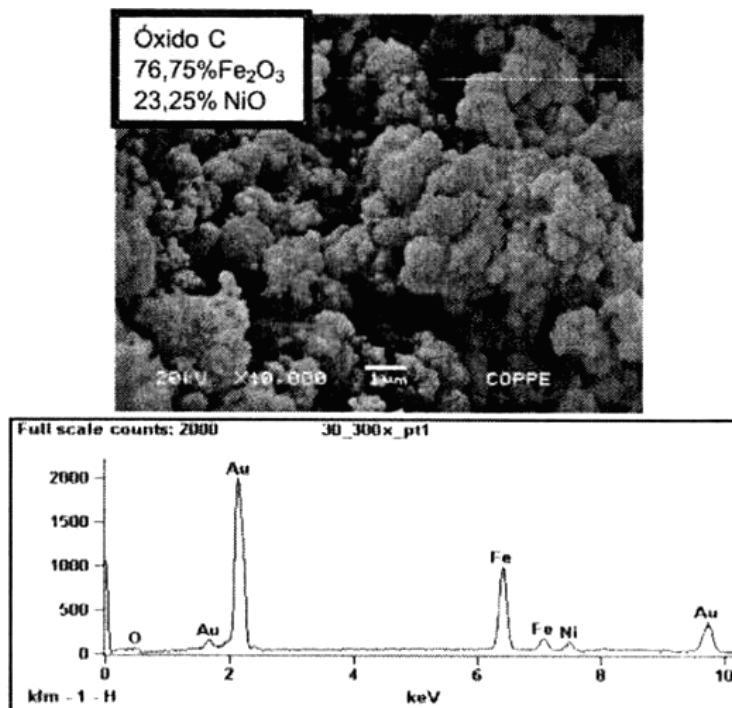 Óxido C
76,75%Fe₂O₃
23,25% NiO
20kV X10.000 1µm COPPE
Full scale counts: 2000 30_300x_pt1
2000
1500
1000
500
0
O
Au
Au
Fe
Fe
Ni
Au
0 2 4 6 8 10
klm - 1 - H keV